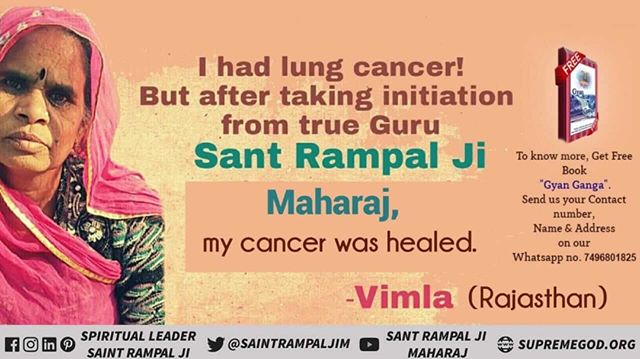 I had lung cancer!
But after taking initiation
from true Guru
Sant Rampal Ji
Maharaj,
my cancer was healed.
-Vimla (Rajasthan)
FREE
Gyan
To know more, Get Free
Book
"Gyan Ganga".
Send us your Contact
number,
Name & Address
on our
Whatsapp no. 7496801825
SPIRITUAL LEADER
SAINT RAMPAL JI
@SAINTRAMPALJIM
SANT RAMPAL JI
MAHARAJ
SUPREMEGOD.ORG